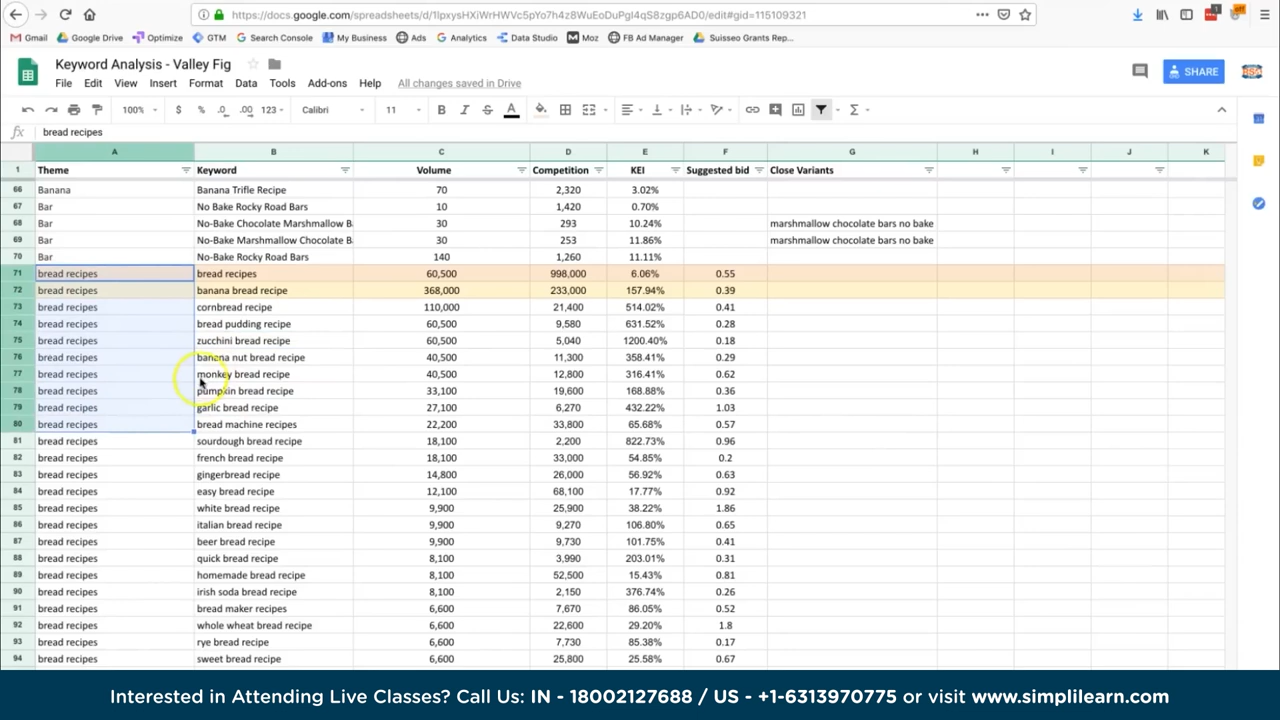 https://docs.google.com/spreadsheets/d/1lpxysHXiWrHWVc5pYo7h4z8WuEoDuPgI4qS8zgp6AD0/edit#gid=115109321
Gmail Google Drive Optimize GTM Search Console My Business Ads Analytics Data Studio Moz FB Ad Manager Suisseo Grants Rep...
Keyword Analysis - Valley Fig
File Edit View Insert Format Data Tools Add-ons Help All changes saved in Drive
SHARE
100% $ % .0 .00 123 Calibri 11 B I S A
fx bread recipes
A B C D E F G H I J K
1 Theme Keyword Volume Competition KEI Suggested bid Close Variants
66 Banana Banana Trifle Recipe 70 2,320 3.02%
67 Bar No Bake Rocky Road Bars 10 1,420 0.70%
68 Bar No-Bake Chocolate Marshmallow B 30 293 10.24% marshmallow chocolate bars no bake
69 Bar No-Bake Marshmallow Chocolate B 30 253 11.86% marshmallow chocolate bars no bake
70 Bar No-Bake Rocky Road Bars 140 1,260 11.11%
71 bread recipes bread recipes 60,500 998,000 6.06% 0.55
72 bread recipes banana bread recipe 368,000 233,000 157.94% 0.39
73 bread recipes cornbread recipe 110,000 21,400 514.02% 0.41
74 bread recipes bread pudding recipe 60,500 9,580 631.52% 0.28
75 bread recipes zucchini bread recipe 60,500 5,040 1200.40% 0.18
76 bread recipes banana nut bread recipe 40,500 11,300 358.41% 0.29
77 bread recipes monkey bread recipe 40,500 12,800 316.41% 0.62
78 bread recipes pumpkin bread recipe 33,100 19,600 168.88% 0.36
79 bread recipes garlic bread recipe 27,100 6,270 432.22% 1.03
80 bread recipes bread machine recipes 22,200 33,800 65.68% 0.57
81 bread recipes sourdough bread recipe 18,100 2,200 822.73% 0.96
82 bread recipes french bread recipe 18,100 33,000 54.85% 0.2
83 bread recipes gingerbread recipe 14,800 26,000 56.92% 0.63
84 bread recipes easy bread recipe 12,100 68,100 17.77% 0.92
85 bread recipes white bread recipe 9,900 25,900 38.22% 1.86
86 bread recipes italian bread recipe 9,900 9,270 106.80% 0.65
87 bread recipes beer bread recipe 9,900 9,730 101.75% 0.41
88 bread recipes quick bread recipe 8,100 3,990 203.01% 0.31
89 bread recipes homemade bread recipe 8,100 52,500 15.43% 0.81
90 bread recipes irish soda bread recipe 8,100 2,150 376.74% 0.26
91 bread recipes bread maker recipes 6,600 7,670 86.05% 0.52
92 bread recipes whole wheat bread recipe 6,600 22,600 29.20% 1.8
93 bread recipes rye bread recipe 6,600 7,730 85.38% 0.17
94 bread recipes sweet bread recipe 6,600 25,800 25.58% 0.67
Interested in Attending Live Classes? Call Us: IN - 18002127688 / US - +1-6313970775 or visit www.simplilearn.com